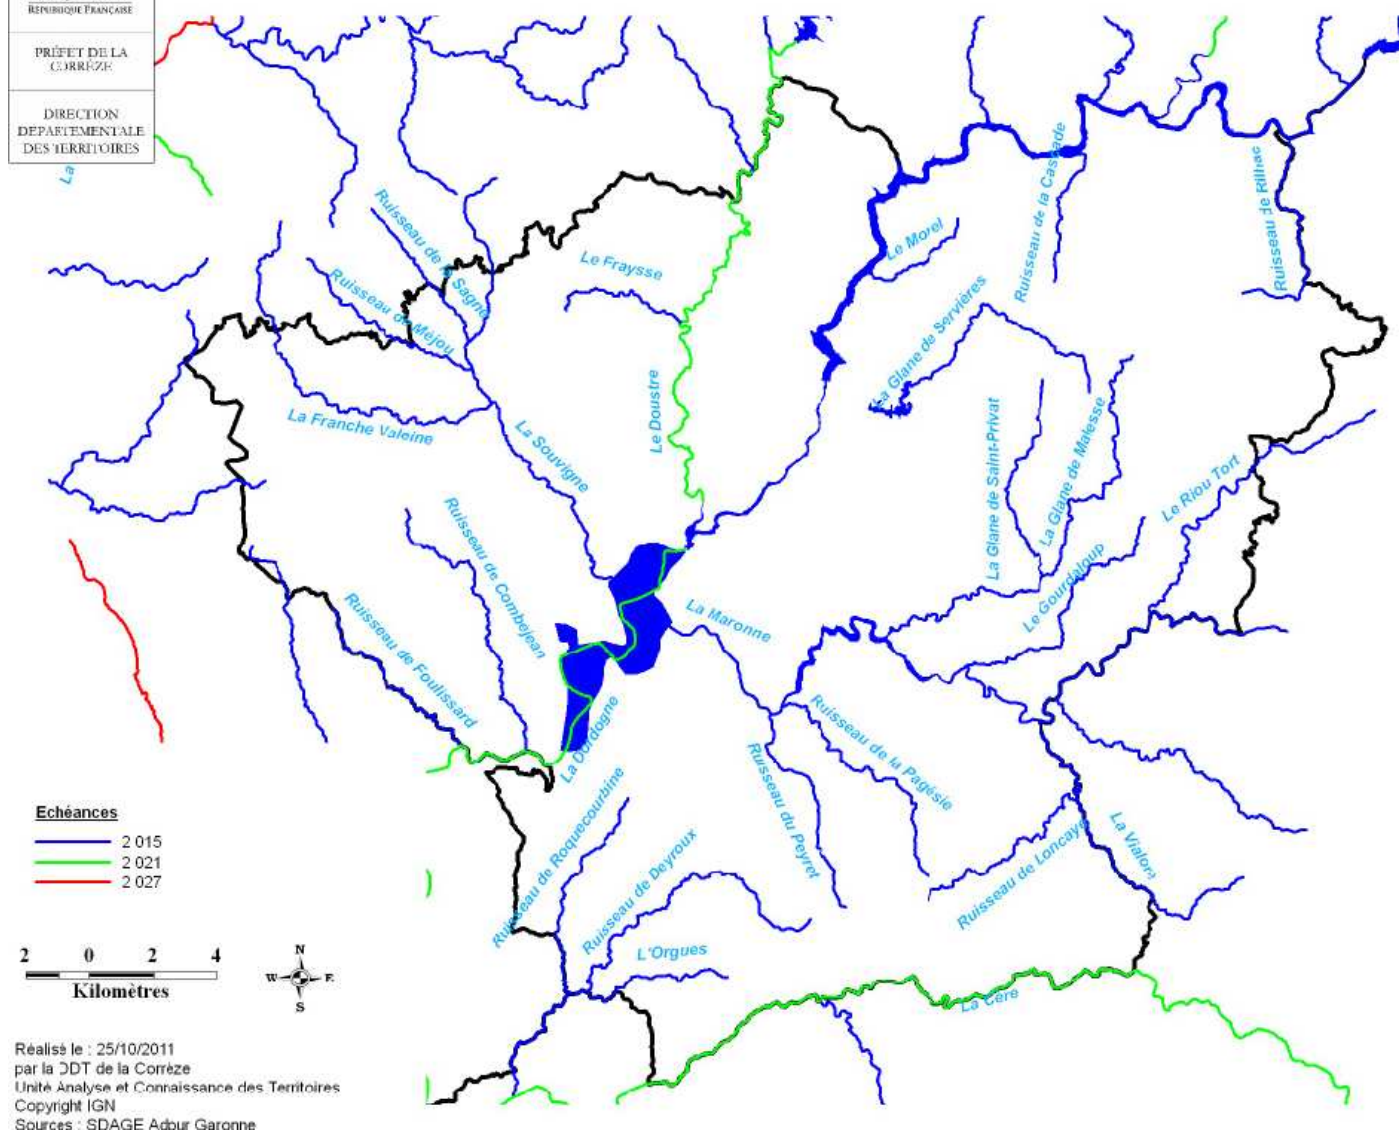 RÉPUBLIQUE FRANÇAISE
PRÉFET DE LA
CORRÈZE
DIRECTION
DÉPARTEMENTALE
DES TERRITOIRES
La
Ruisseau de la Sagne
Ruisseau de Méjou
Le Fraysse
Le Morel
Ruisseau de la Cascade
Ruisseau de Rilhac
La Glane de Servières
La Franche Valeine
La Souvigne
Le Doustre
La Glane de Saint-Privat
La Glane de Malesse
Le Riou Tort
Ruisseau de Combejean
Le Gourdaloup
La Maronne
Ruisseau de Foulissard
La Dordogne
Ruisseau de la Pagésie
Ruisseau du Peyret
Ruisseau de Roquecourbine
Ruisseau de Deyroux
Ruisseau de Loncayé
La Vialore
L'Orgues
La Cère
Echéances
2 015
2 021
2 027
2 0 2 4
Kilomètres
N
W E
S
Réalisé le : 25/10/2011
par la DDT de la Corrèze
Unité Analyse et Connaissance des Territoires
Copyright IGN
Sources : SDAGE Adour Garonne